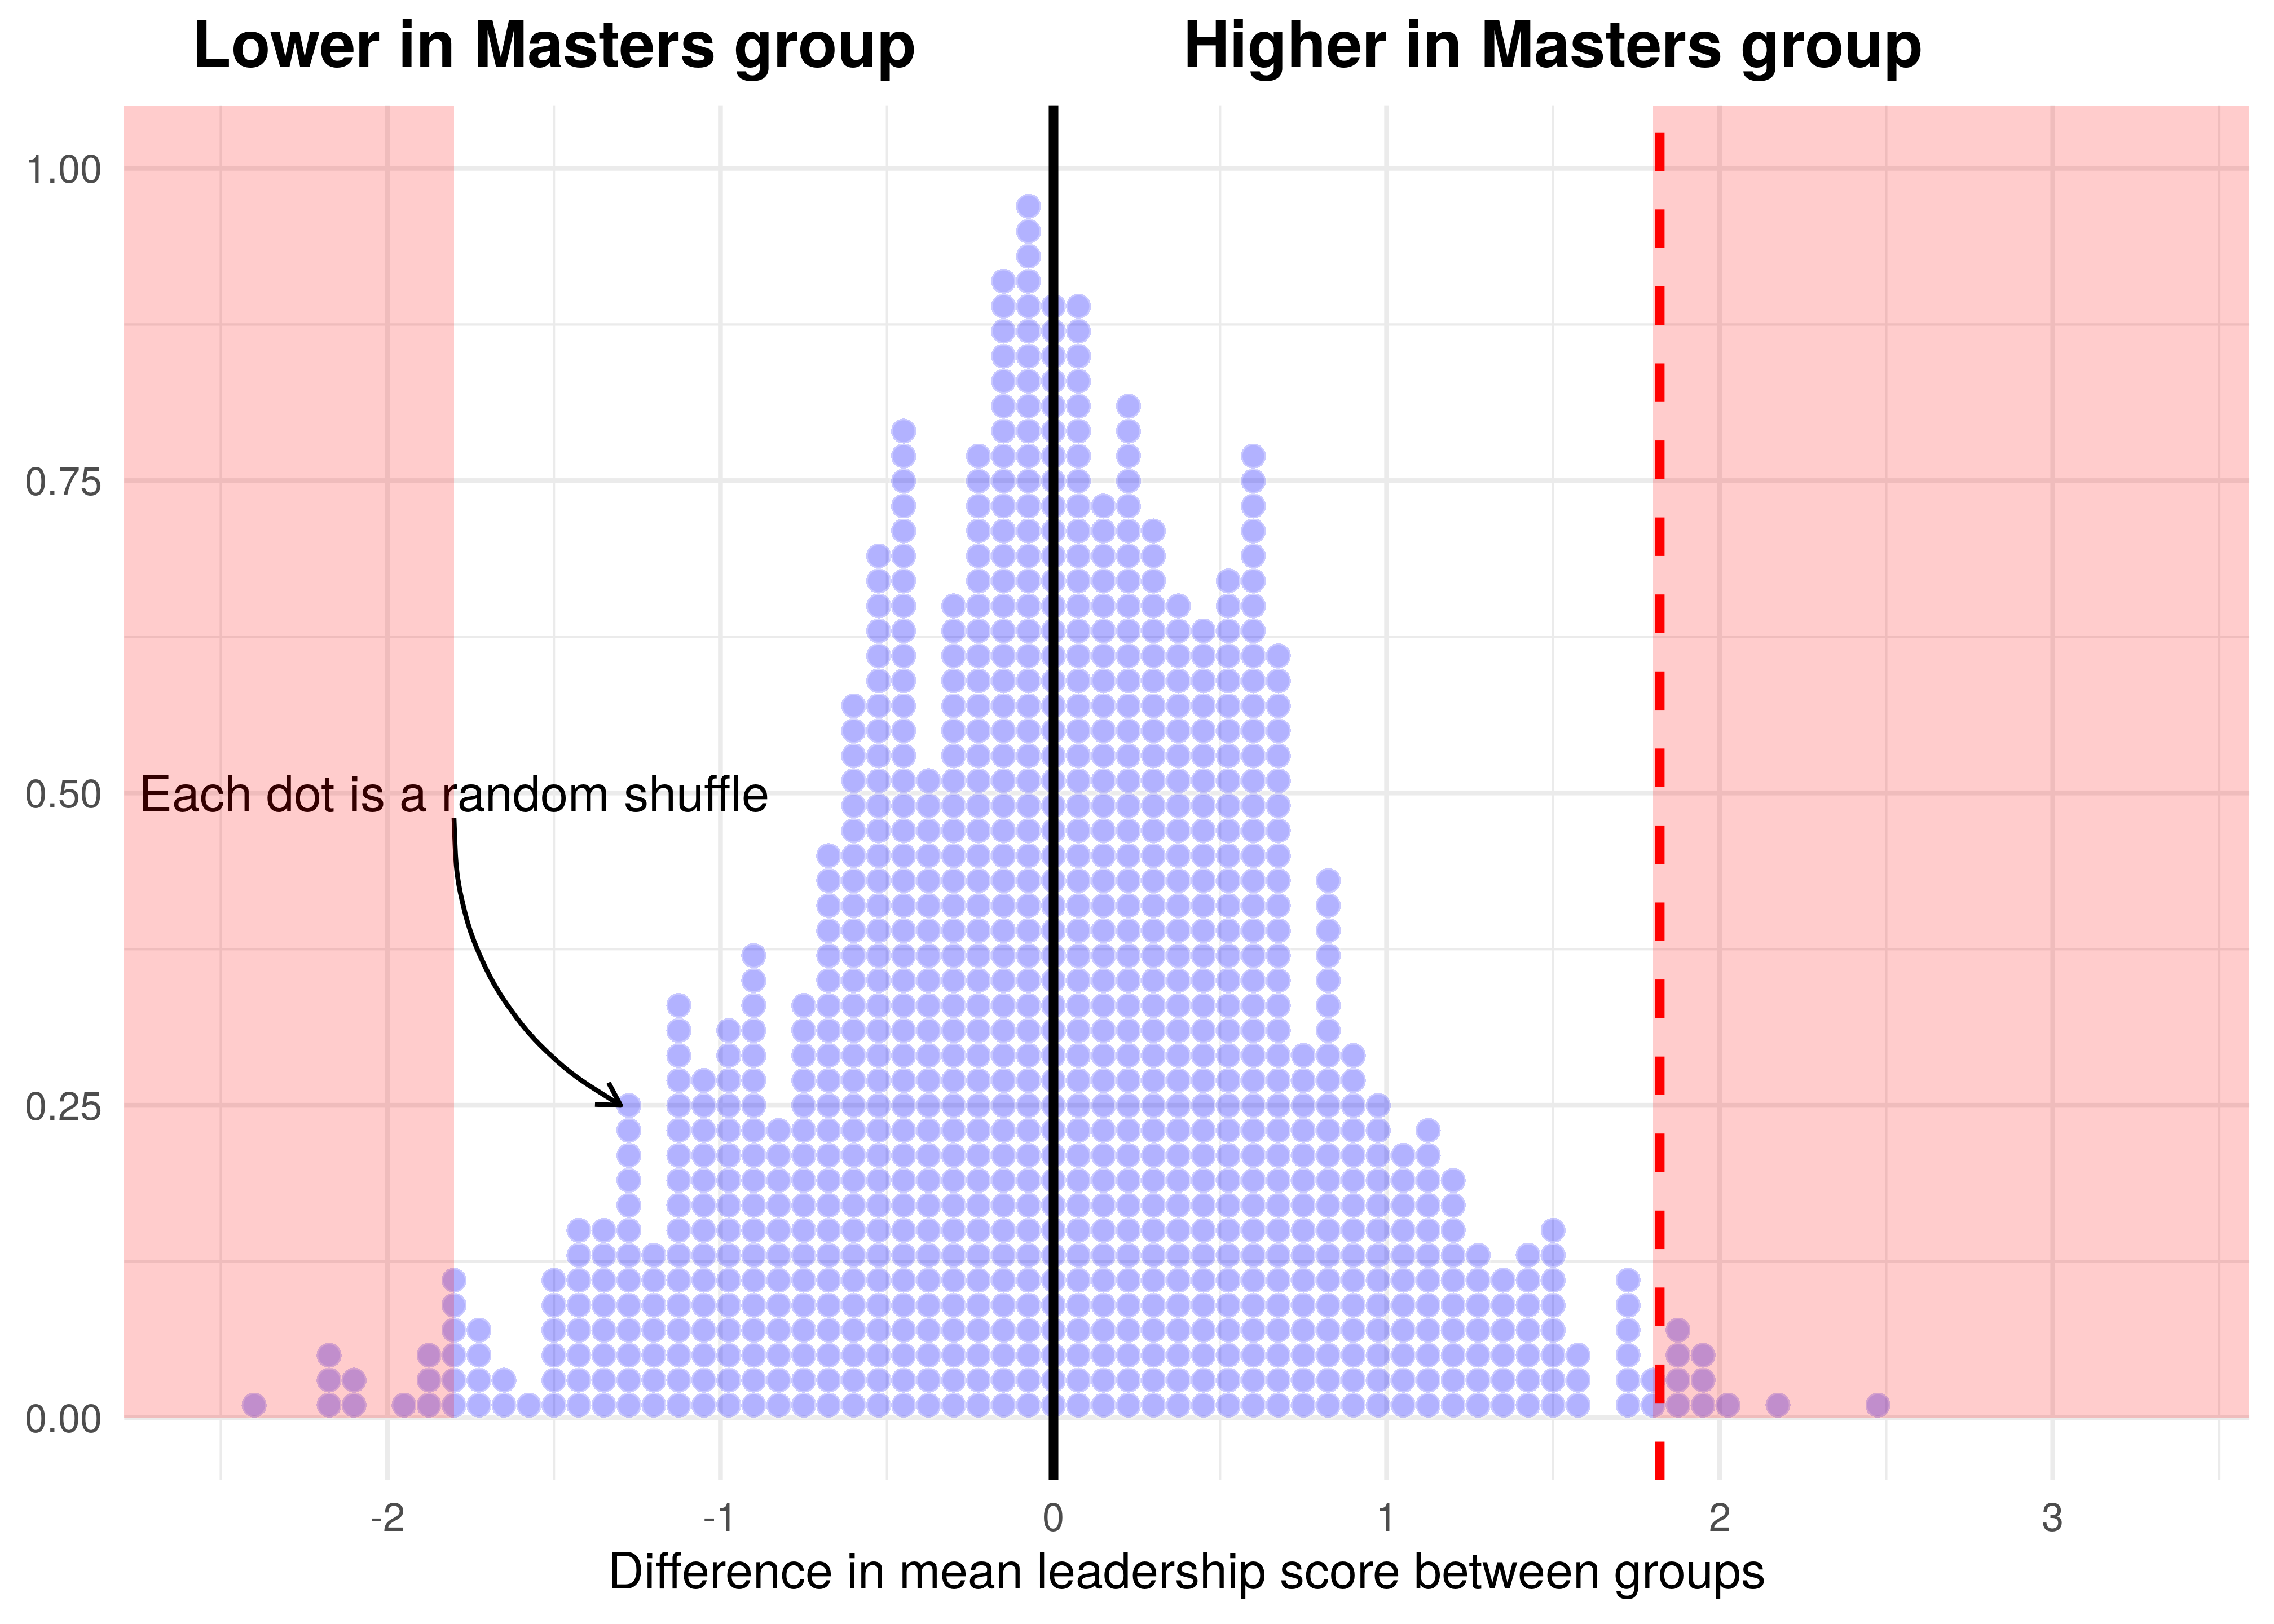 Lower in Masters group
Higher in Masters group
1.00
0.75
0.50
0.25
0.00
Each dot is a random shuffle
-2
-1
0
1
2
3
Difference in mean leadership score between groups